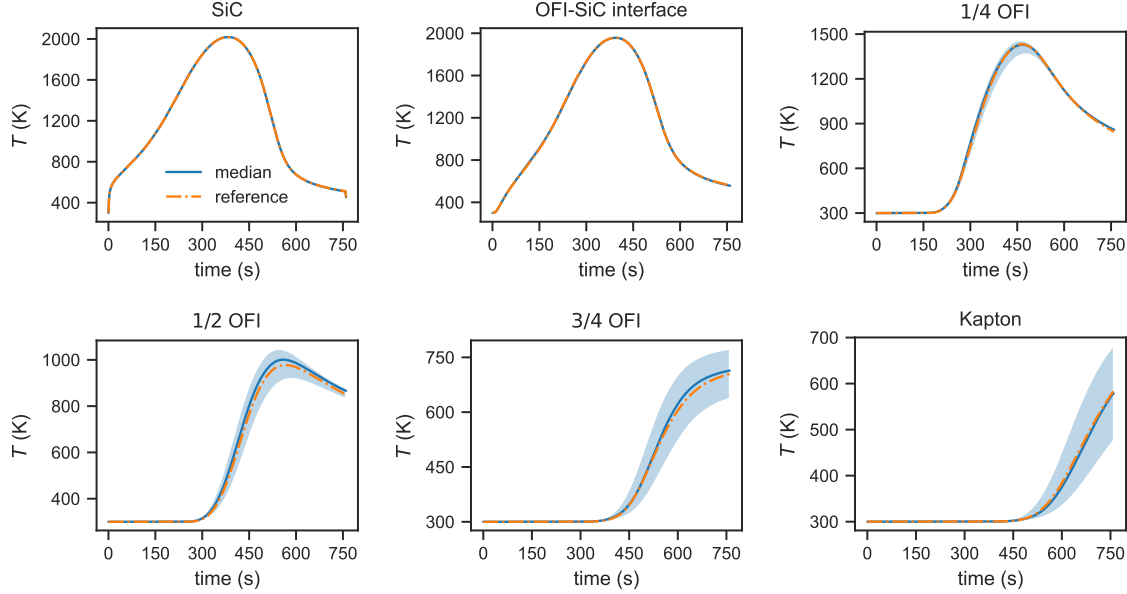 SiC
OFI-SiC interface
1/4 OFI
2000
1600
1200
800
400
T (K)
median
reference
0 150 300 450 600 750
time (s)
2000
1600
1200
800
400
T (K)
0 150 300 450 600 750
time (s)
1500
1200
900
600
300
T (K)
0 150 300 450 600 750
time (s)
1/2 OFI
3/4 OFI
Kapton
1000
800
600
400
T (K)
0 150 300 450 600 750
time (s)
750
600
450
300
T (K)
0 150 300 450 600 750
time (s)
700
600
500
400
300
T (K)
0 150 300 450 600 750
time (s)